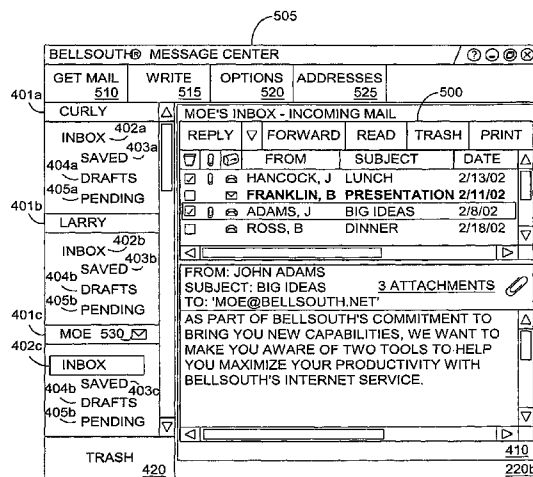 505
BELLSOUTH® MESSAGE CENTER
GET MAIL 510
WRITE 515
OPTIONS 520
ADDRESSES 525
500
401a
CURLY
INBOX 402a
SAVED 403a
404a DRAFTS
405a PENDING
401b
LARRY
INBOX 402b
SAVED 403b
404b DRAFTS
405b PENDING
401c
MOE 530
402c
INBOX
SAVED 403c
404b DRAFTS
405b PENDING
TRASH
420
MOE'S INBOX - INCOMING MAIL
REPLY FORWARD READ TRASH PRINT
FROM SUBJECT DATE
HANCOCK, J LUNCH 2/13/02
FRANKLIN, B PRESENTATION 2/11/02
ADAMS, J BIG IDEAS 2/8/02
ROSS, B DINNER 2/18/02
FROM: JOHN ADAMS
SUBJECT: BIG IDEAS 3 ATTACHMENTS
TO: 'MOE@BELLSOUTH.NET'
AS PART OF BELLSOUTH'S COMMITMENT TO
BRING YOU NEW CAPABILITIES, WE WANT TO
MAKE YOU AWARE OF TWO TOOLS TO HELP
YOU MAXIMIZE YOUR PRODUCTIVITY WITH
BELLSOUTH'S INTERNET SERVICE.
410
220b